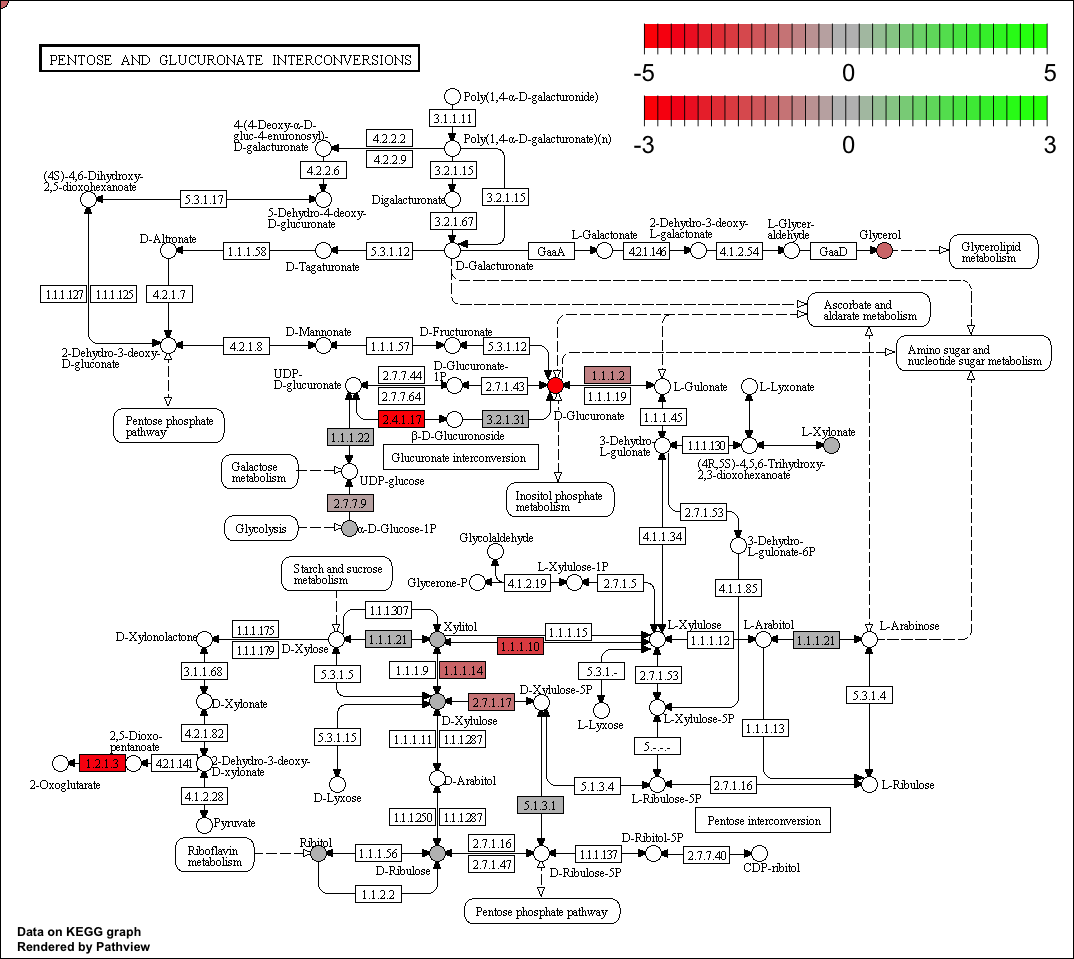 PENTOSE AND GLUCURONATE INTERCONVERSIONS
-5
0
5
-3
0
3
Poly(1,4-α-D-galacturonide)
3.1.1.11
4-(4-Deoxy-α-D-
gluc-4-enuronosyl)-
D-galacturonate
4.2.2.2
4.2.2.9
Poly(1,4-α-D-galacturonate)(n)
4.2.2.6
3.2.1.15
3.2.1.15
(4S)-4,6-Dihydroxy-
2,5-dioxohexanoate
5.3.1.17
5-Dehydro-4-deoxy-
D-glucuronate
Digalacturonate
3.2.1.67
D-Altronate
1.1.1.58
D-Tagaturonate
5.3.1.12
D-Galacturonate
GaaA
L-Galactonate
4.2.1.146
2-Dehydro-3-deoxy-
L-galactonate
4.1.2.54
L-Glycer-
aldehyde
GaaD
Glycerol
Glycerolipid
metabolism
1.1.1.127
1.1.1.125
4.2.1.7
Ascorbate and
aldarate metabolism
Amino sugar and
nucleotide sugar metabolism
2-Dehydro-3-deoxy-
D-gluconate
4.2.1.8
D-Mannonate
1.1.1.57
D-Fructuronate
5.3.1.12
Pentose phosphate
pathway
UDP-
D-glucuronate
2.7.7.44
2.7.7.64
D-Glucuronate-
1P
2.7.1.43
D-Glucuronate
1.1.1.2
1.1.1.19
L-Gulonate
L-Lyxonate
2.4.1.17
β-D-Glucuronoside
3.2.1.31
1.1.1.22
1.1.1.45
Glucuronate interconversion
3-Dehydro-
L-gulonate
1.1.1.130
(4R,5S)-4,5,6-Trihydroxy-
2,3-dioxohexanoate
L-Xylonate
Galactose
metabolism
UDP-glucose
2.7.7.9
Inositol phosphate
metabolism
Glycolysis
α-D-Glucose-1P
2.7.1.53
4.1.1.34
3-Dehydro-
L-gulonate-6P
Glycolaldehyde
Starch and sucrose
metabolism
Glycerone-P
4.1.2.19
L-Xylulose-1P
2.7.1.5
4.1.1.85
1.1.1307
D-Xylonolactone
1.1.1.175
1.1.1.179
D-Xylose
1.1.1.21
Xylitol
1.1.1.15
1.1.1.10
L-Xylulose
1.1.1.12
L-Arabitol
1.1.1.21
L-Arabinose
3.1.1.68
5.3.1.5
1.1.1.9
1.1.1.14
5.3.1.-
2.7.1.53
D-Xylonate
D-Xylulose
2.7.1.17
D-Xylulose-5P
L-Lyxose
L-Xylulose-5P
5.3.1.4
4.2.1.82
5.3.1.15
1.1.1.11
1.1.1287
5.-.-.-
1.1.1.13
2,5-Dioxo-
pentanoate
1.2.1.3
4.2.1.141
2-Dehydro-3-deoxy-
D-xylonate
2-Oxoglutarate
D-Lyxose
D-Arabitol
5.1.3.4
L-Ribulose-5P
2.7.1.16
L-Ribulose
4.1.2.28
5.1.3.1
1.1.1250
1.1.1287
Pyruvate
Pentose interconversion
Riboflavin
metabolism
Ribitol
1.1.1.56
D-Ribulose
2.7.1.16
2.7.1.47
D-Ribulose-5P
1.1.1.137
D-Ribitol-5P
2.7.7.40
CDP-ribitol
1.1.2.2
Pentose phosphate pathway
Data on KEGG graph
Rendered by Pathview